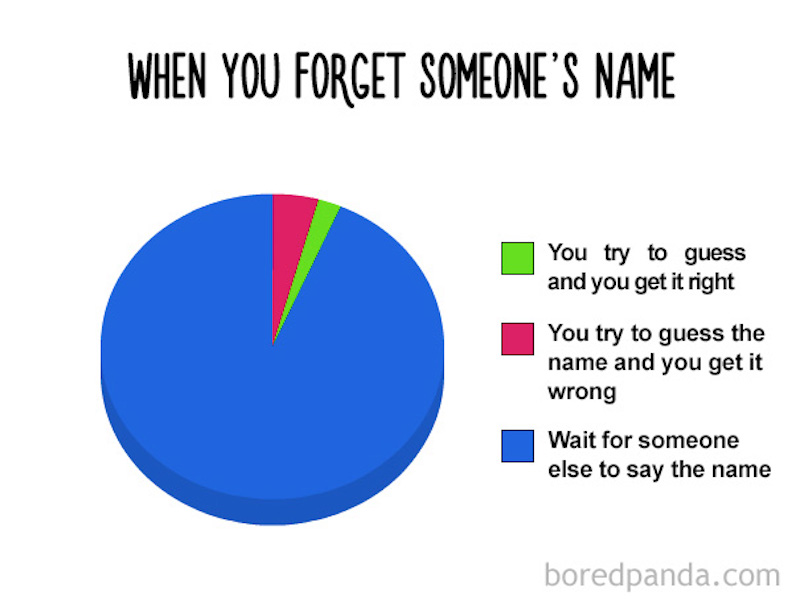 WHEN YOU FORGET SOMEONE'S NAME
You try to guess
and you get it right
You try to guess the
name and you get it
wrong
Wait for someone
else to say the name
boredpanda.com